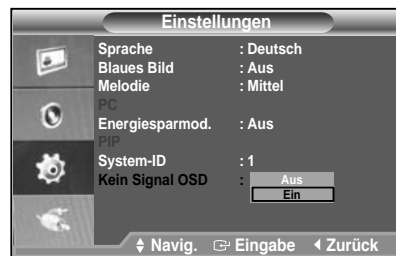 Einstellungen
Sprache : Deutsch
Blaues Bild : Aus
Melodie : Mittel
PC
Energiesparmod. : Aus
PIP
System-ID : 1
Kein Signal OSD : Aus
Ein
Navig. Eingabe Zurück